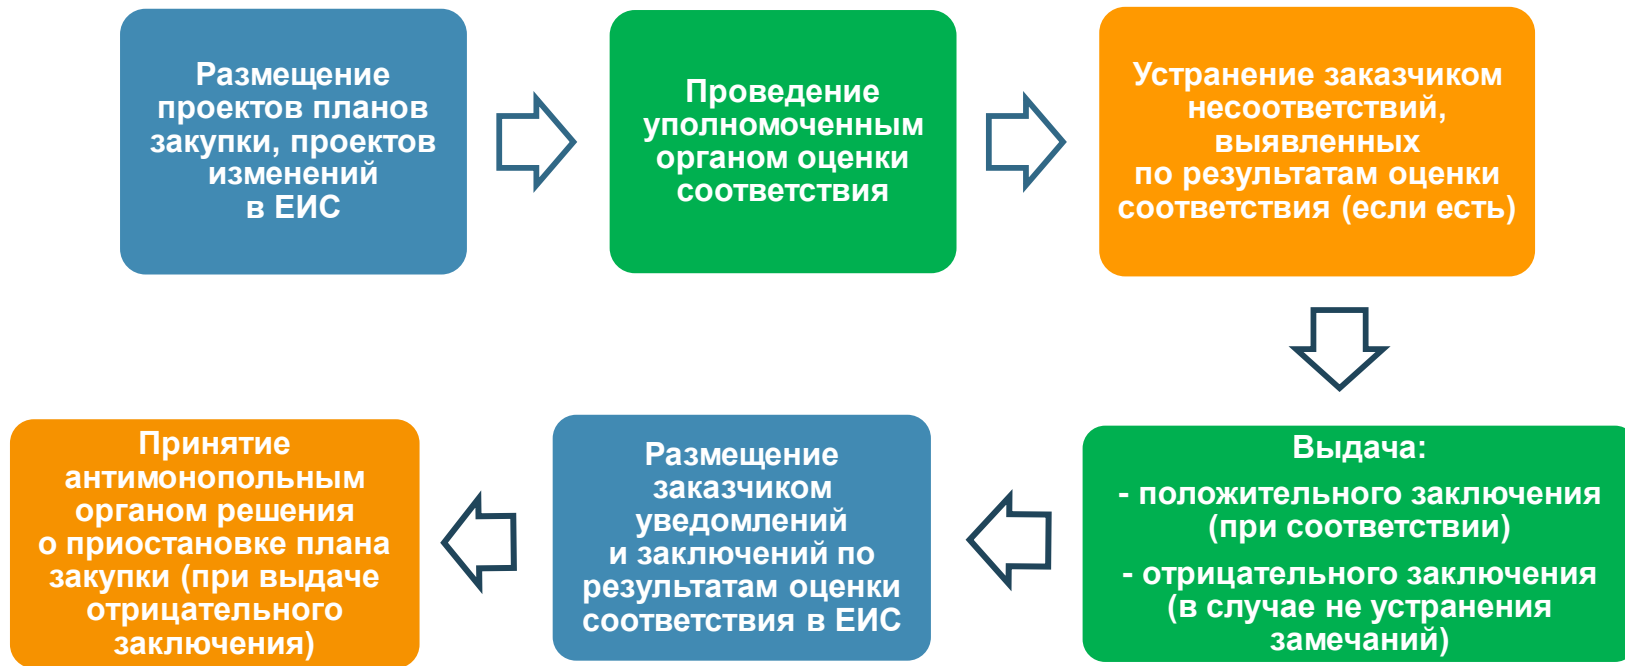 Размещение
проектов планов
закупки, проектов
изменений
в ЕИС
Проведение
уполномоченным
органом оценки
соответствия
Устранение заказчиком
несоответствий,
выявленных
по результатам оценки
соответствия (если есть)
Выдача:
- положительного заключения
(при соответствии)
- отрицательного заключения
(в случае не устранения
замечаний)
Размещение
заказчиком
уведомлений
и заключений по
результатам оценки
соответствия в ЕИС
Принятие
антимонопольным
органом решения
о приостановке плана
закупки (при выдаче
отрицательного
заключения)